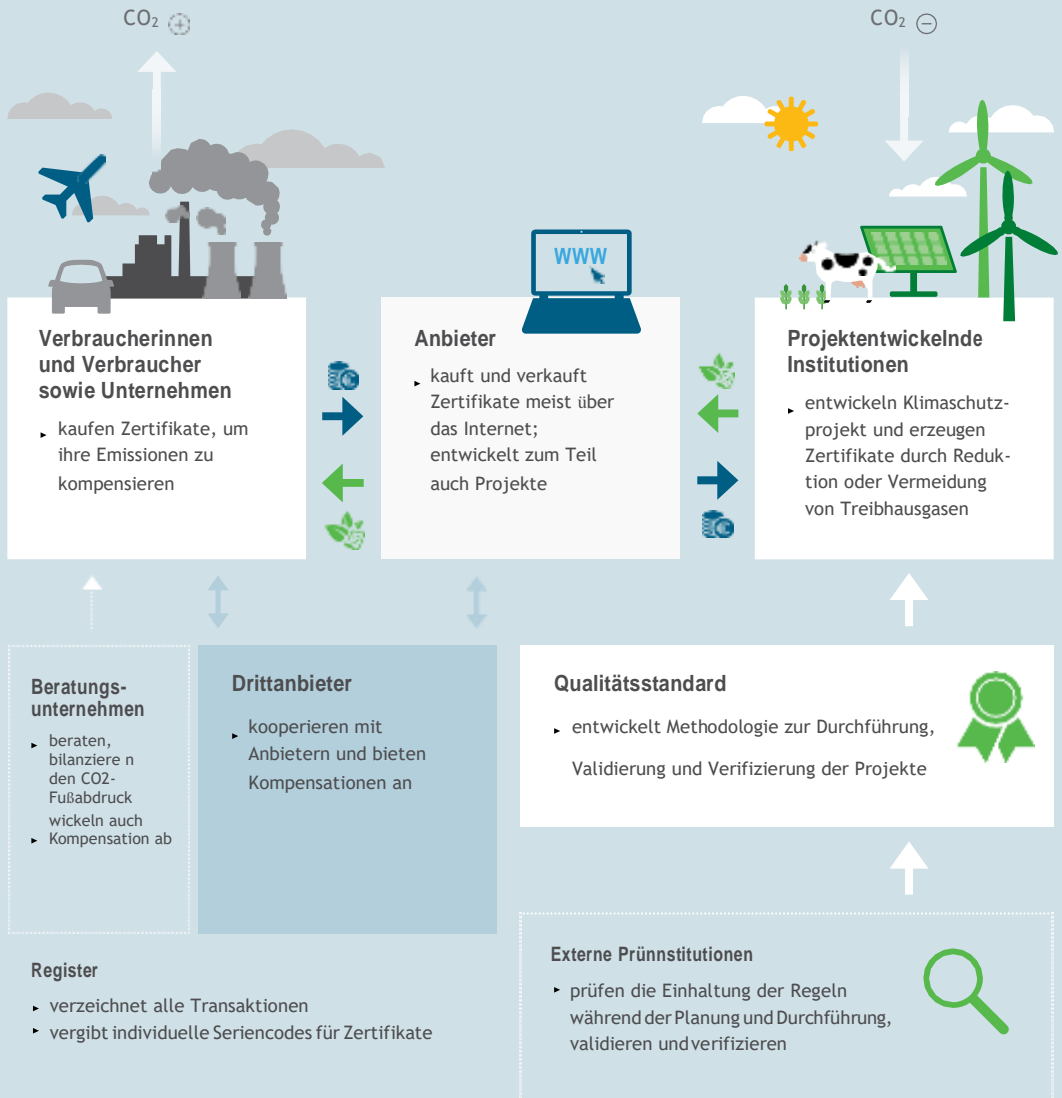 CO₂ ⊕
CO₂ ⊖
WWW
Verbraucherinnen
und Verbraucher
sowie Unternehmen
► kaufen Zertifikate, um
ihre Emissionen zu
kompensieren
Anbieter
► kauft und verkauft
Zertifikate meist über
das Internet;
entwickelt zum Teil
auch Projekte
Projektentwickelnde
Institutionen
► entwickeln Klimaschutz-
projekt und erzeugen
Zertifikate durch Reduk-
tion oder Vermeidung
von Treibhausgasen
Beratungs-
unternehmen
► beraten,
bilanziere n
den CO2-
Fußabdruck
wickeln auch
► Kompensation ab
Drittanbieter
► kooperieren mit
Anbietern und bieten
Kompensationen an
Qualitätsstandard
► entwickelt Methodologie zur Durchführung,
Validierung und Verifizierung der Projekte
Register
► verzeichnet alle Transaktionen
► vergibt individuelle Seriencodes für Zertifikate
Externe Prünnstitutionen
► prüfen die Einhaltung der Regeln
während der Planung und Durchführung,
validieren und verifizieren